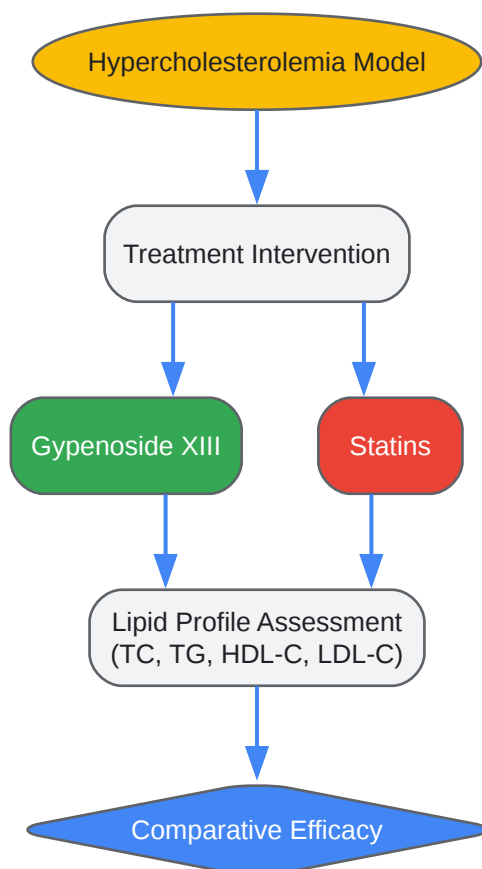 Hypercholesterolemia Model
Treatment Intervention
Gypenoside XIII
Statins
Lipid Profile Assessment
(TC, TG, HDL-C, LDL-C)
Comparative Efficacy